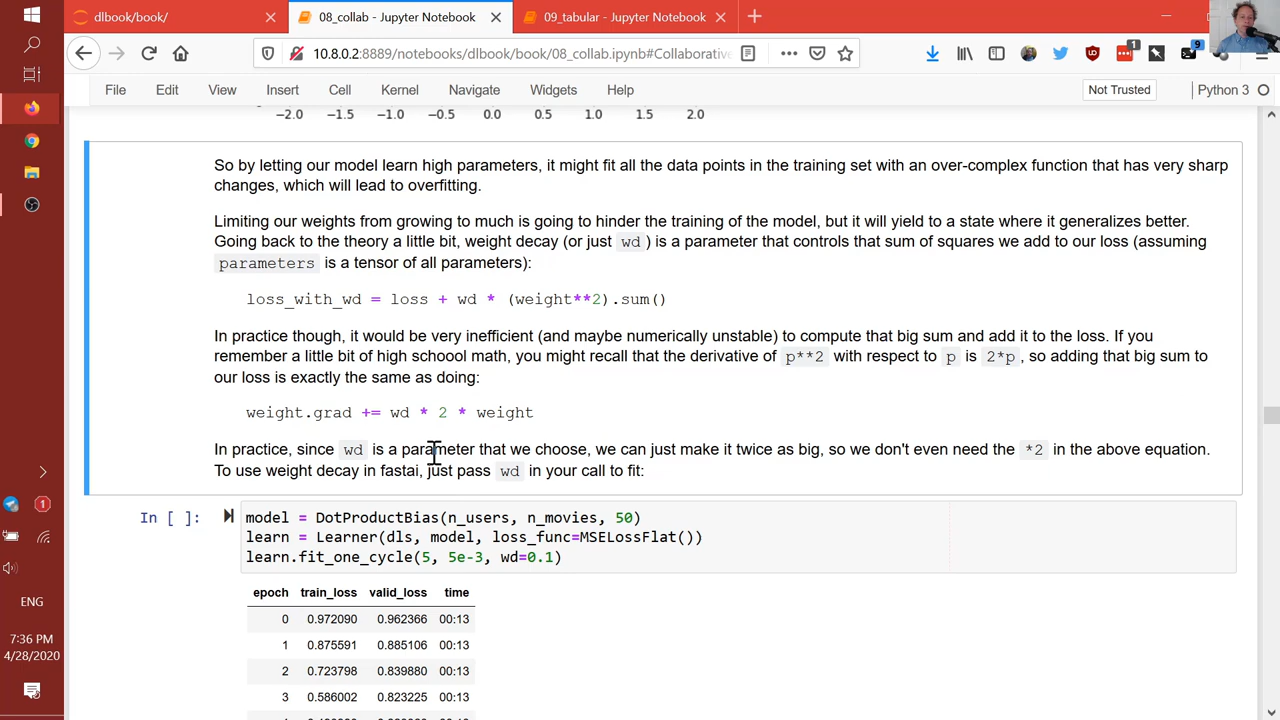 dlbook/book/
08_collab - Jupyter Notebook
09_tabular - Jupyter Notebook
10.8.0.2:8889/notebooks/dlbook/book/08_collab.ipynb#Collaborative
1
9
File Edit View Insert Cell Kernel Navigate Widgets Help Not Trusted Python 3
-2.0 -1.5 -1.0 -0.5 0.0 0.5 1.0 1.5 2.0
So by letting our model learn high parameters, it might fit all the data points in the training set with an over-complex function that has very sharp
changes, which will lead to overfitting.
Limiting our weights from growing to much is going to hinder the training of the model, but it will yield to a state where it generalizes better.
Going back to the theory a little bit, weight decay (or just wd ) is a parameter that controls that sum of squares we add to our loss (assuming
parameters is a tensor of all parameters):
loss_with_wd = loss + wd * (weight**2).sum()
In practice though, it would be very inefficient (and maybe numerically unstable) to compute that big sum and add it to the loss. If you
remember a little bit of high schoool math, you might recall that the derivative of p**2 with respect to p is 2*p, so adding that big sum to
our loss is exactly the same as doing:
weight.grad += wd * 2 * weight
In practice, since wd is a parameter that we choose, we can just make it twice as big, so we don't even need the *2 in the above equation.
To use weight decay in fastai, just pass wd in your call to fit:
In [ ]:
model = DotProductBias(n_users, n_movies, 50)
learn = Learner(dls, model, loss_func=MSELossFlat())
learn.fit_one_cycle(5, 5e-3, wd=0.1)
epoch train_loss valid_loss time
0 0.972090 0.962366 00:13
1 0.875591 0.885106 00:13
2 0.723798 0.839880 00:13
3 0.586002 0.823225 00:13
1
ENG
7:36 PM
4/28/2020